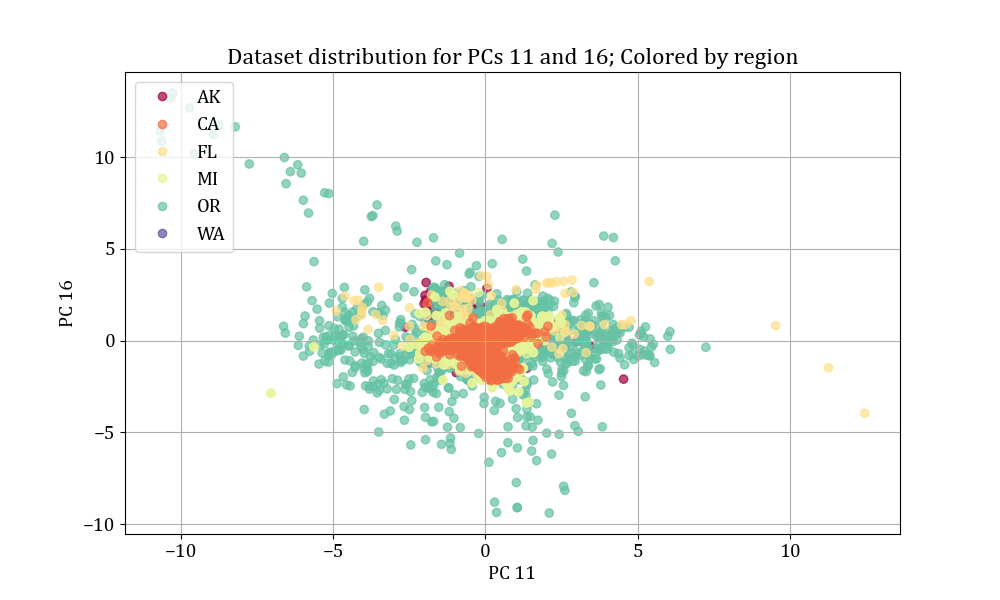 Dataset distribution for PCs 11 and 16; Colored by region
AK
CA
FL
MI
OR
WA
10
5
0
−5
−10
PC 16
−10
−5
0
5
10
PC 11